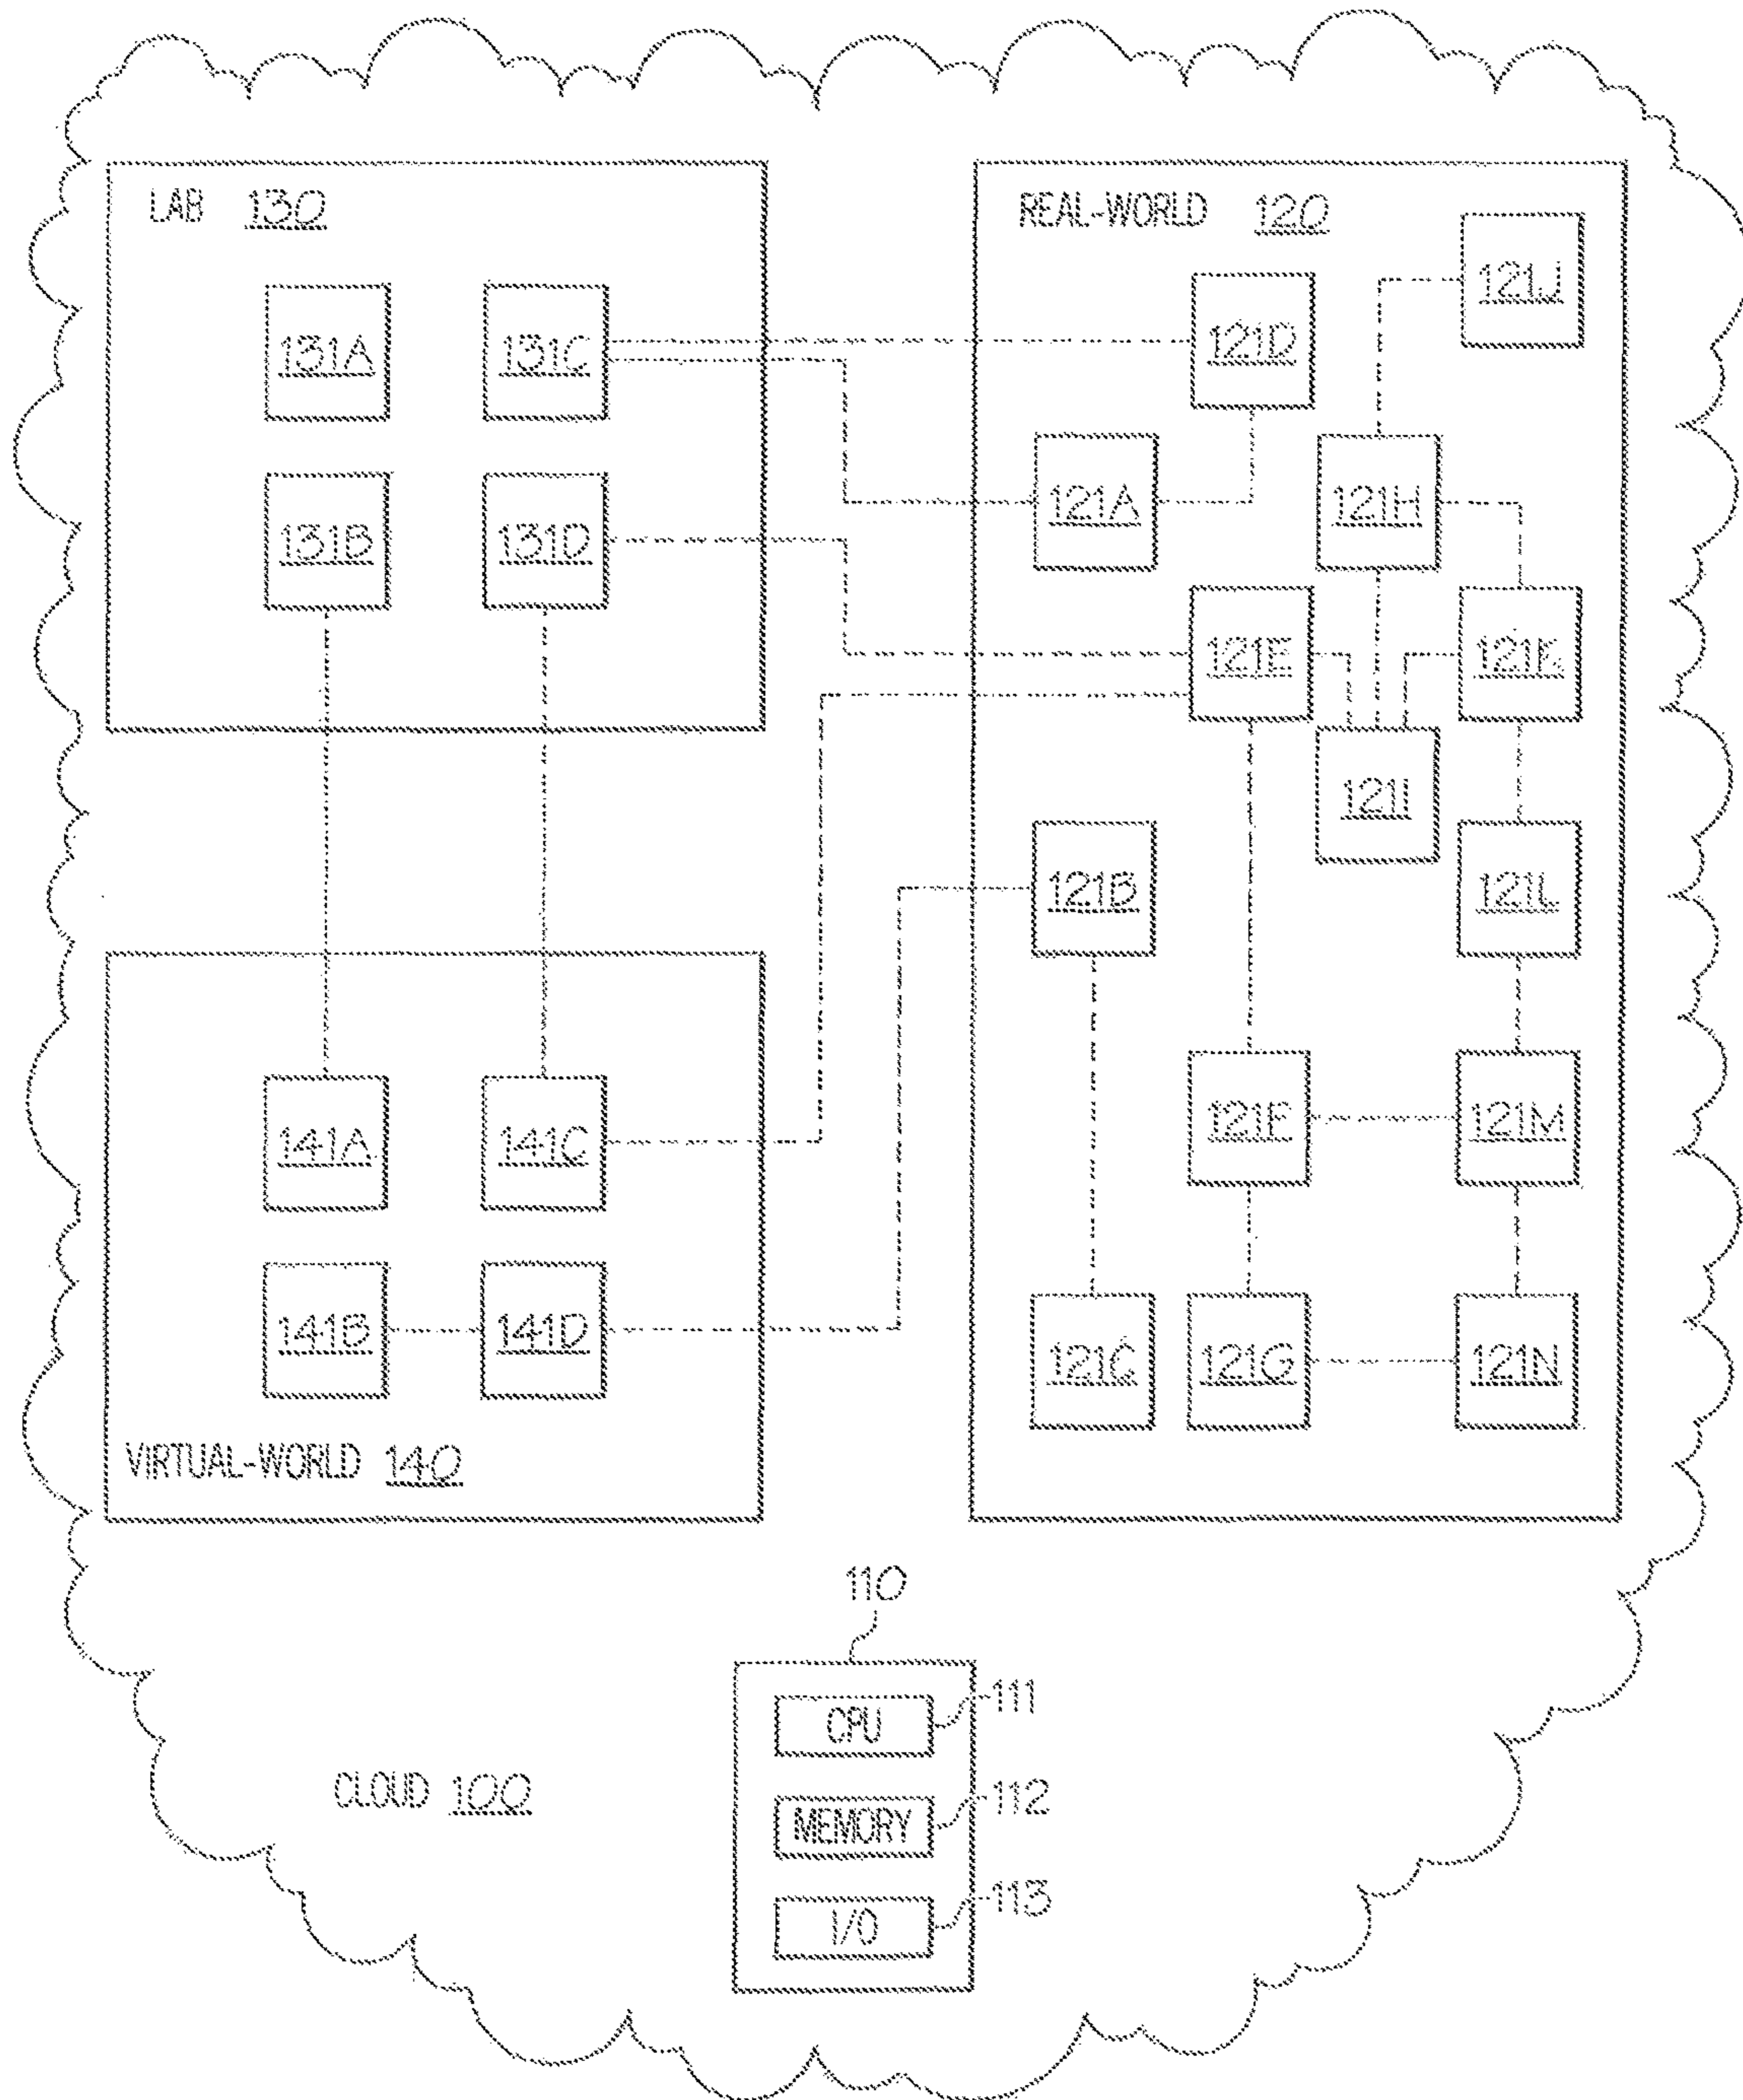 LAB 130
131A
131C
131B
131D
REAL-WORLD 120
121J
121D
121A
121H
121E
121K
121I
121B
121L
121F
121M
121C
121G
121N
141A
141C
141B
141D
VIRTUAL-WORLD 140
110
CPU 111
MEMORY 112
I/O 113
CLOUD 100